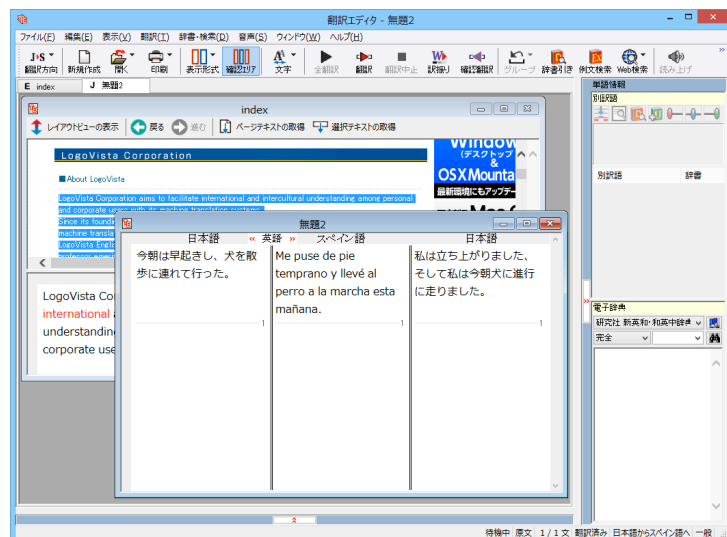 翻訳エディタ - 無題2
ファイル(F) 編集(E) 表示(V) 翻訳(T) 辞書・検索(D) 音声(S) ウィンドウ(W) ヘルプ(H)
J›S
翻訳方向 新規作成 開く 印刷 表示形式 確認エリア 文字 全翻訳 翻訳 翻訳中止 訳振り 確認翻訳 グループ 辞書引き 例文検索 Web検索 読み上げ
E index J 無題2
単語情報
別訳語
別訳語 辞書
index
レイアウトビューの表示 戻る 進む ページテキストの取得 選択テキストの取得
LogoVista Corporation
■About LogoVista
LogoVista Corporation aims to facilitate international and intercultural understanding among personal
and corporate users with its machine translation systems.
Since its found
machine transla
LogoVista Englis
Window
(デスクトップ
OSXMounta
最新環境にもアップデー
LogoVista Co
international
understanding
corporate use
無題2
日本語 « 英語 » スペイン語 日本語
今朝は早起きし、犬を散
歩に連れて行った。
1
Me puse de pie
temprano y llevé al
perro a la marcha esta
mañana.
1
私は立ち上がりました、
そして私は今朝犬に進行
に走りました。
1
電子辞典
研究社 新英和・和英中辞典
完全
待機中 原文 1/1文 翻訳済み 日本語からスペイン語へ 一般